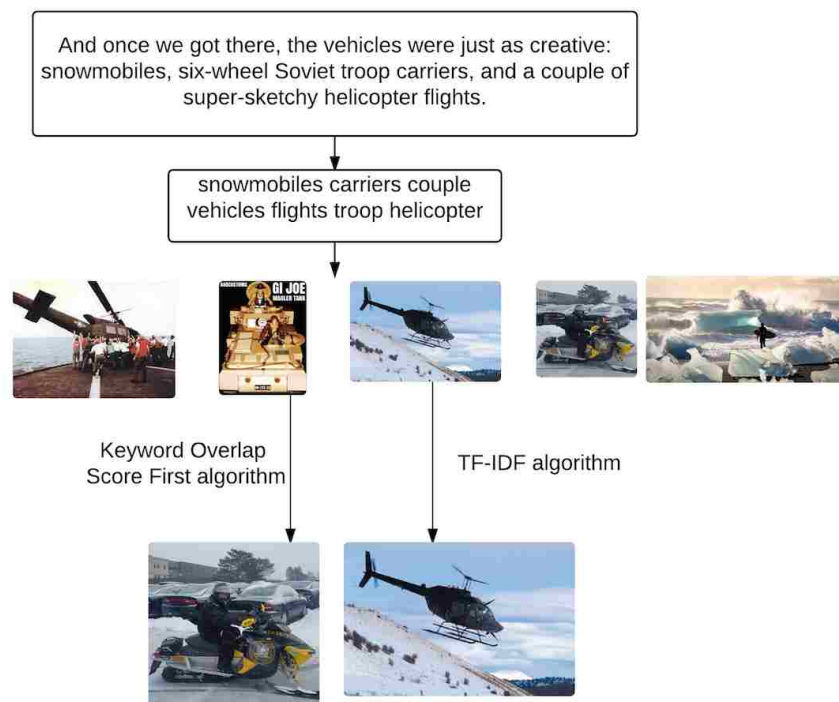 And once we got there, the vehicles were just as creative:
snowmobiles, six-wheel Soviet troop carriers, and a couple of
super-sketchy helicopter flights.
snowmobiles carriers couple
vehicles flights troop helicopter
GI JOE
MAULER TANK
Keyword Overlap
Score First algorithm
TF-IDF algorithm